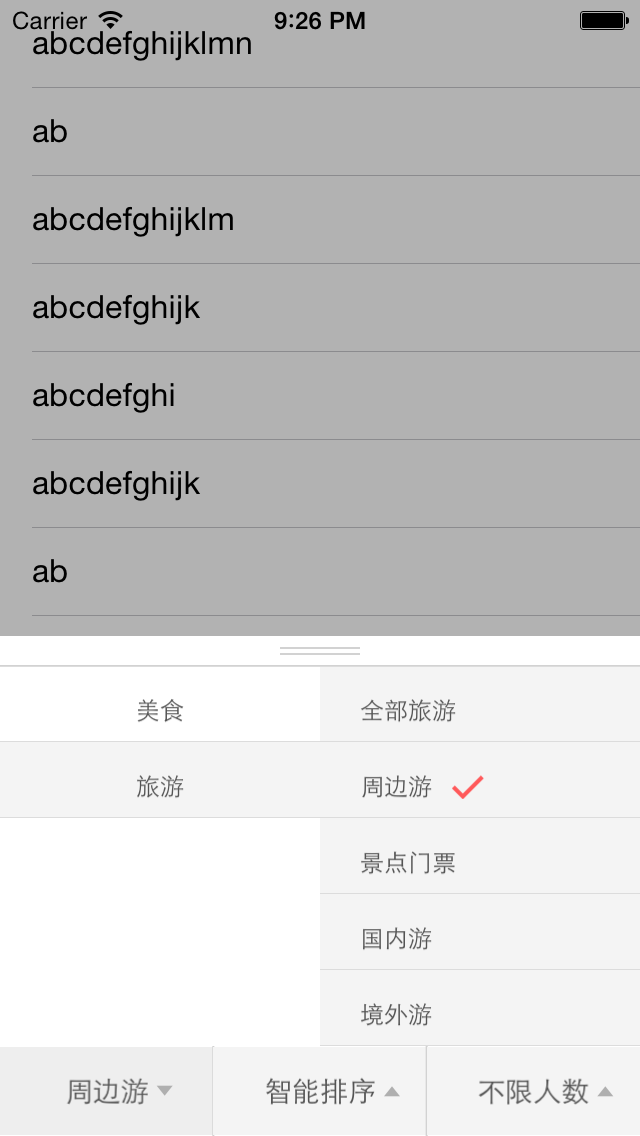 Carrier 9:26 PM
abcdefghijklmn
ab
abcdefghijklm
abcdefghijk
abcdefghi
abcdefghijk
ab
美食 全部旅游
旅游 周边游
景点门票
国内游
境外游
周边游 智能排序 不限人数